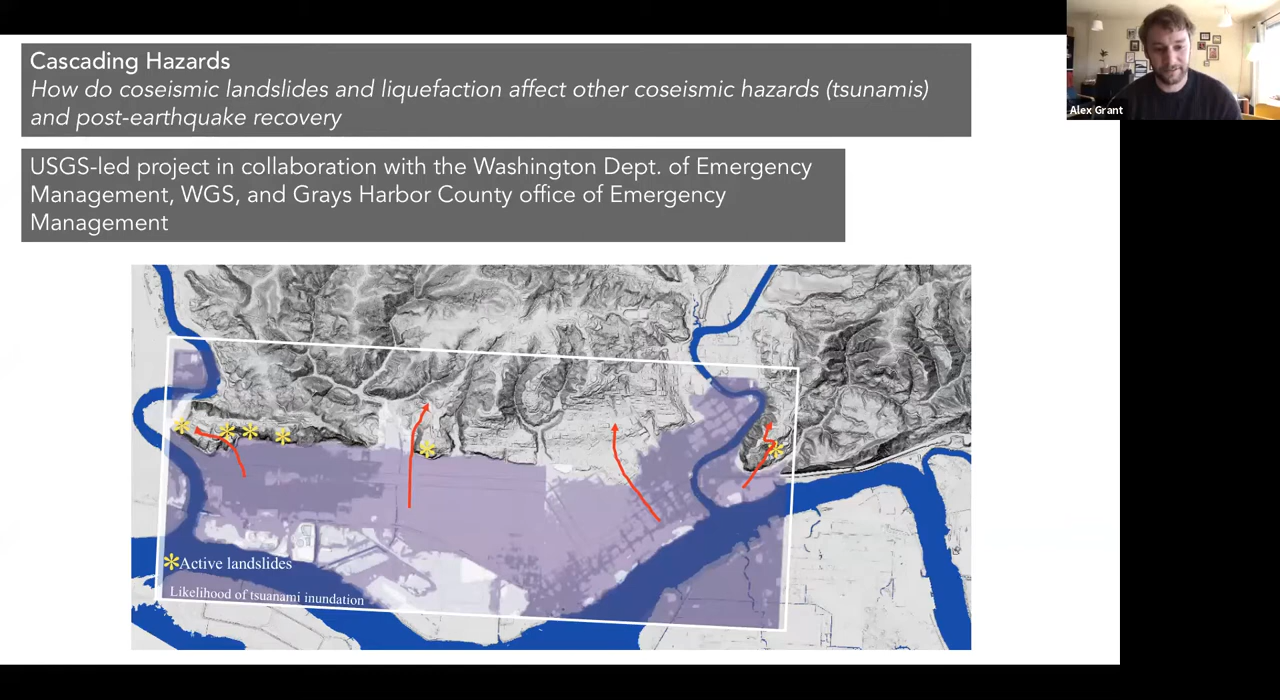 Cascading Hazards
How do coseismic landslides and liquefaction affect other coseismic hazards (tsunamis)
and post-earthquake recovery
Alex Grant
USGS-led project in collaboration with the Washington Dept. of Emergency
Management, WGS, and Grays Harbor County office of Emergency
Management
*Active landslides
Likelihood of tsuanami inundation